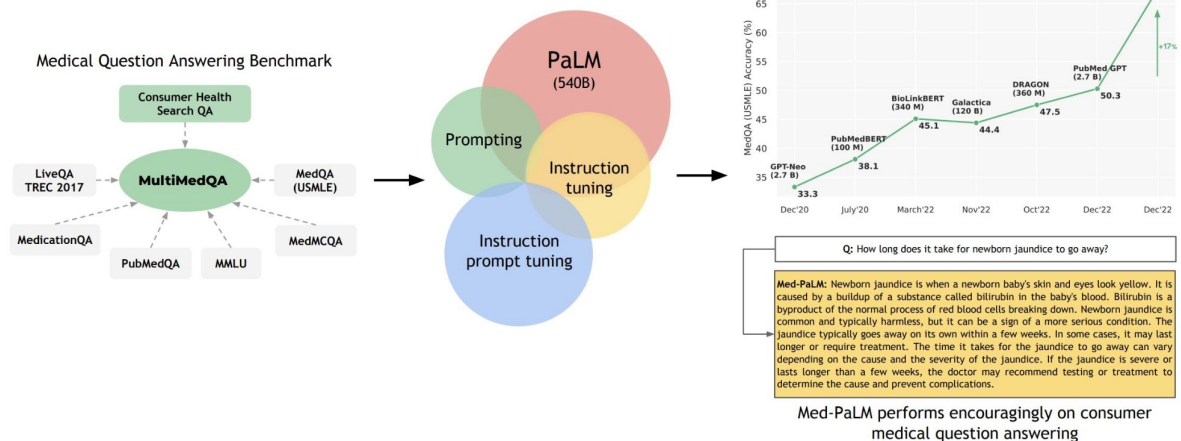 Medical Question Answering Benchmark
Consumer Health
Search QA
LiveQA
TREC 2017
MultiMedQA
MedQA
(USMLE)
MedicationQA
PubMedQA
MMLU
MedMCQA
PaLM
(540B)
Prompting
Instruction
tuning
Instruction
prompt tuning
MedQA (USMLE) Accuracy (%)
65
60
55
50
45
40
35
GPT-Neo
(2.7 B)
33.3
PubMedBERT
(100 M)
38.1
BioLinkBERT
(340 M)
45.1
Galactica
(120 B)
44.4
DRAGON
(360 M)
47.5
PubMed GPT
(2.7 B)
50.3
+17%
Dec'20
July'20
March'22
Nov'22
Oct'22
Dec'22
Dec'22
Q: How long does it take for newborn jaundice to go away?
Med-PaLM: Newborn jaundice is when a newborn baby's skin and eyes look yellow. It is
caused by a buildup of a substance called bilirubin in the baby's blood. Bilirubin is a
byproduct of the normal process of red blood cells breaking down. Newborn jaundice is
common and typically harmless, but it can be a sign of a more serious condition. The
jaundice typically goes away on its own within a few weeks. In some cases, it may last
longer or require treatment. The time it takes for the jaundice to go away can vary
depending on the cause and the severity of the jaundice. If the jaundice is severe or
lasts longer than a few weeks, the doctor may recommend testing or treatment to
determine the cause and prevent complications.
Med-PaLM performs encouragingly on consumer
medical question answering